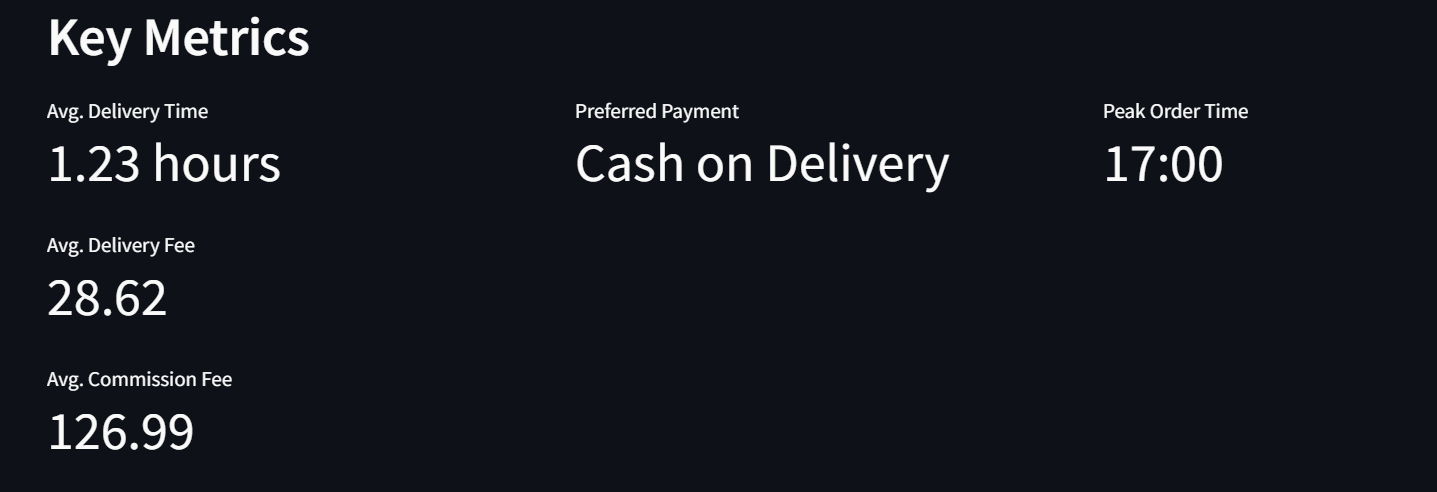 Key Metrics
Avg. Delivery Time
1.23 hours
Preferred Payment
Cash on Delivery
Peak Order Time
17:00
Avg. Delivery Fee
28.62
Avg. Commission Fee
126.99